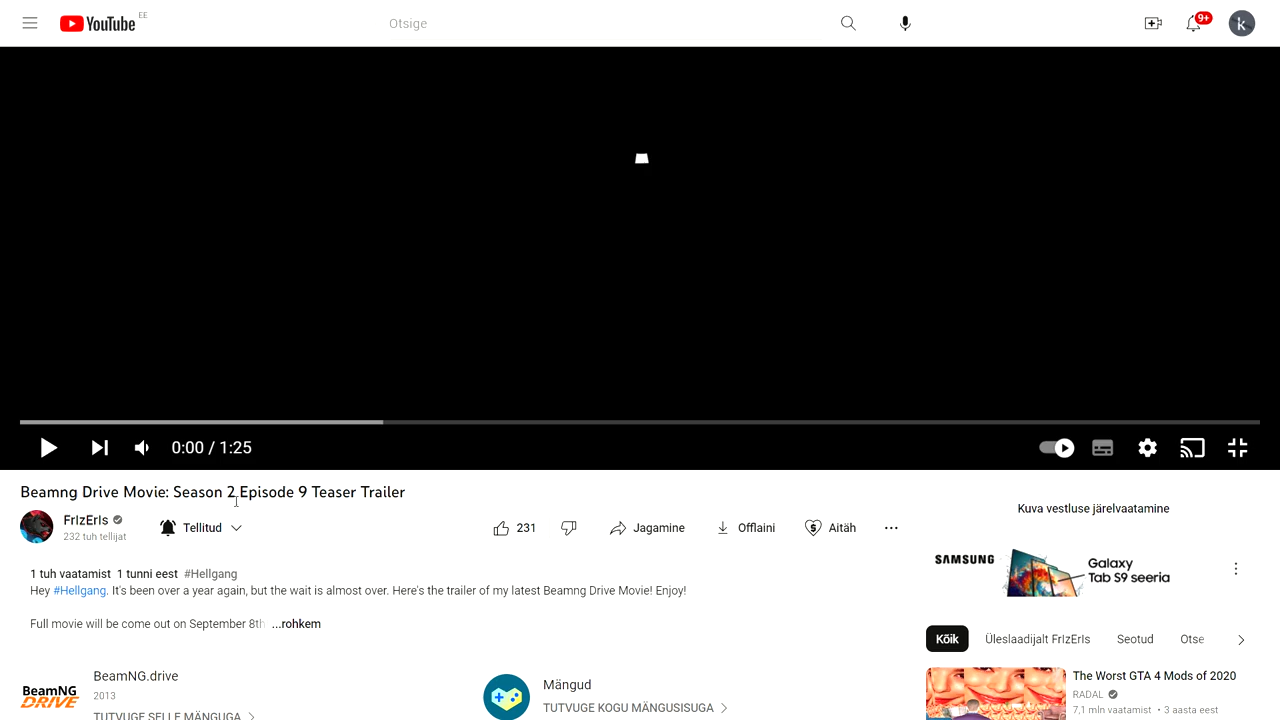 YouTube EE
Otsige
9+
k
0:00 / 1:25
Beamng Drive Movie: Season 2 Episode 9 Teaser Trailer
FrIzErIs
232 tuh tellijat
Tellitud
231
Jagamine
Offlaini
Aitäh
1 tuh vaatamist 1 tunni eest #Hellgang
Hey #Hellgang. It's been over a year again, but the wait is almost over. Here's the trailer of my latest Beamng Drive Movie! Enjoy!
Full movie will be come out on September 8th ...rohkem
BeamNG DRIVE
BeamNG.drive
2013
TUTVUGE SELLE MÄNGUGA
Mängud
TUTVUGE KOGU MÄNGUSISUGA
Kuva vestluse järelvaatamine
SAMSUNG
Galaxy
Tab S9 seeria
Kõik
Üleslaadijalt FrIzErIs
Seotud
Otse
The Worst GTA 4 Mods of 2020
RADAL
7,1 mln vaatamist • 3 aasta eest